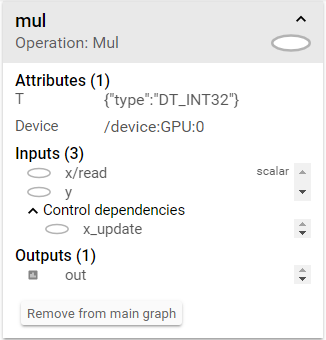 mul
Operation: Mul
Attributes (1)
T {"type":"DT_INT32"}
Device /device:GPU:0
Inputs (3)
x/read scalar
y
Control dependencies
x_update
Outputs (1)
out
Remove from main graph